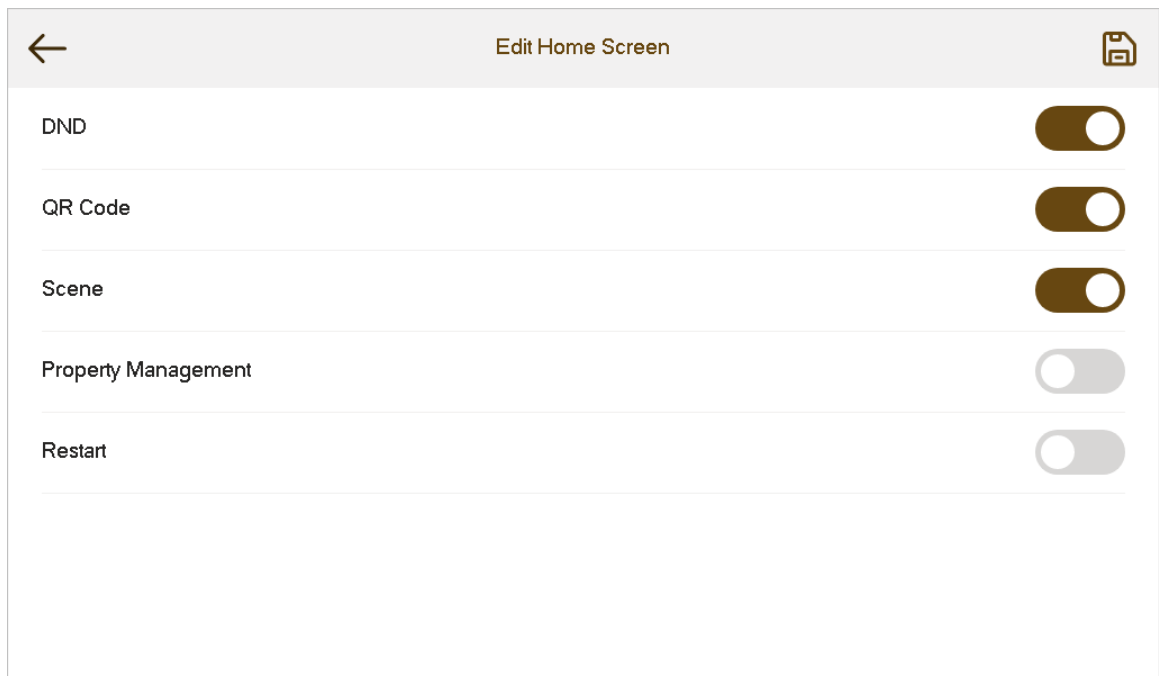 Edit Home Screen
DND
QR Code
Scene
Property Management
Restart